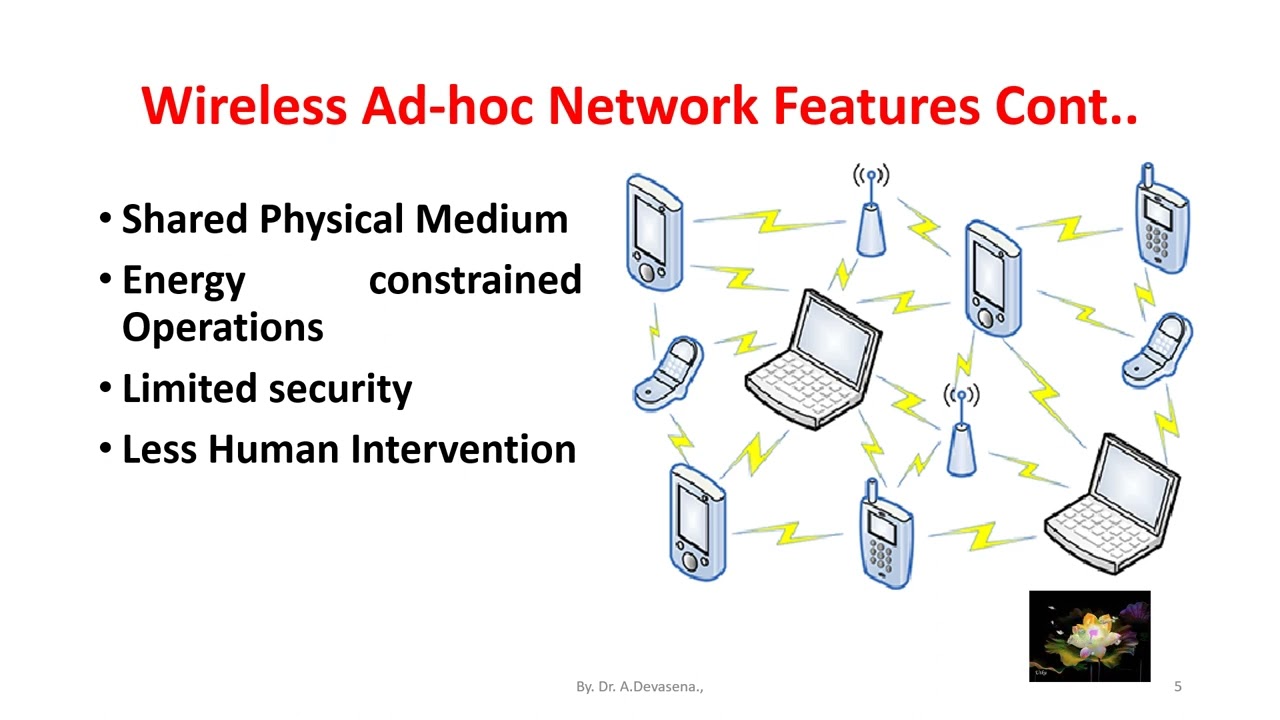 Wireless Ad-hoc Network Features Cont..
• Shared Physical Medium
• Energy constrained
Operations
• Limited security
• Less Human Intervention
By. Dr. A.Devasena.,
5